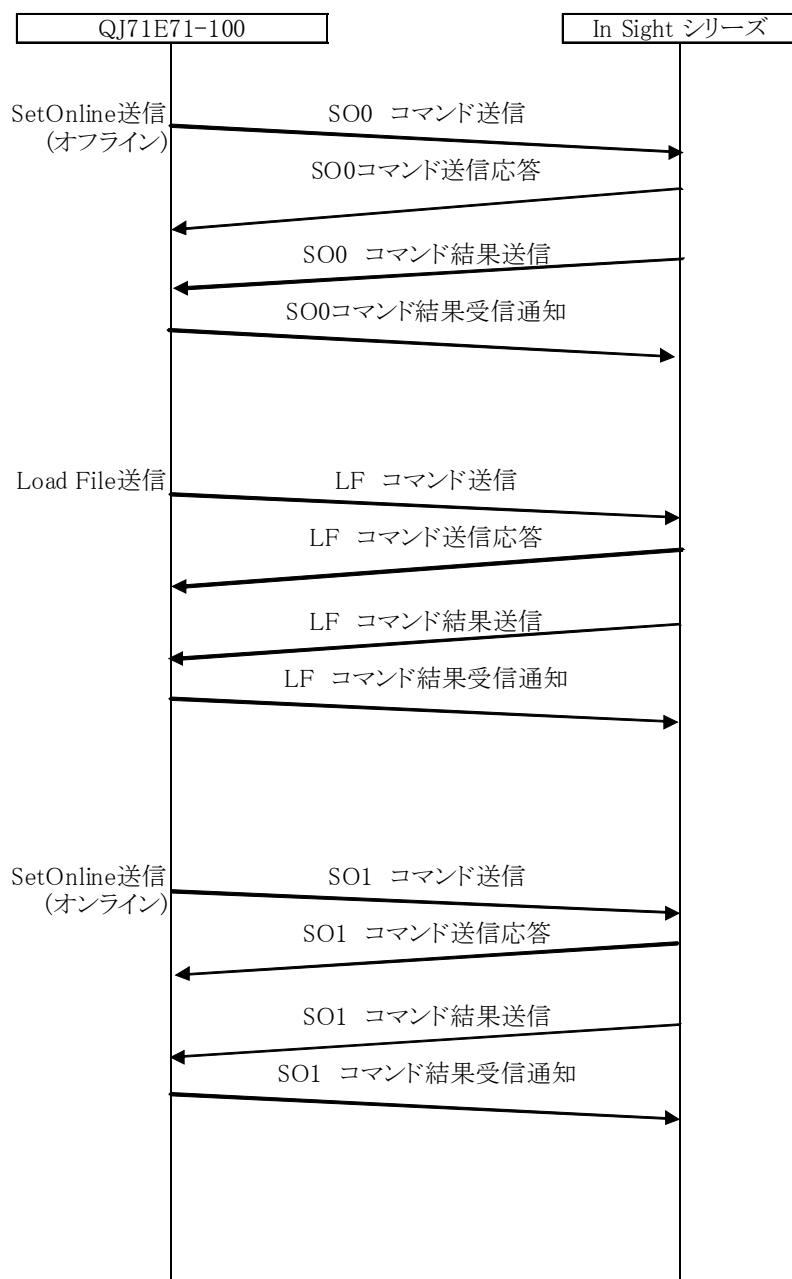 QJ71E71-100
In Sight シリーズ
SetOnline送信
(オフライン)
SO0 コマンド送信
SO0コマンド送信応答
SO0 コマンド結果送信
SO0コマンド結果受信通知
Load File送信
LF コマンド送信
LF コマンド送信応答
LF コマンド結果送信
LF コマンド結果受信通知
SetOnline送信
(オンライン)
SO1 コマンド送信
SO1 コマンド送信応答
SO1 コマンド結果送信
SO1 コマンド結果受信通知